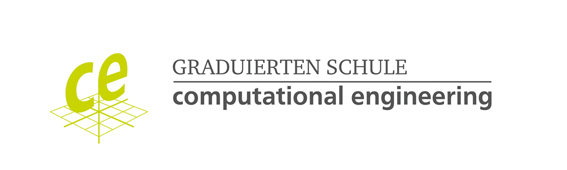 ce
GRADUIERTEN SCHULE
computational engineering